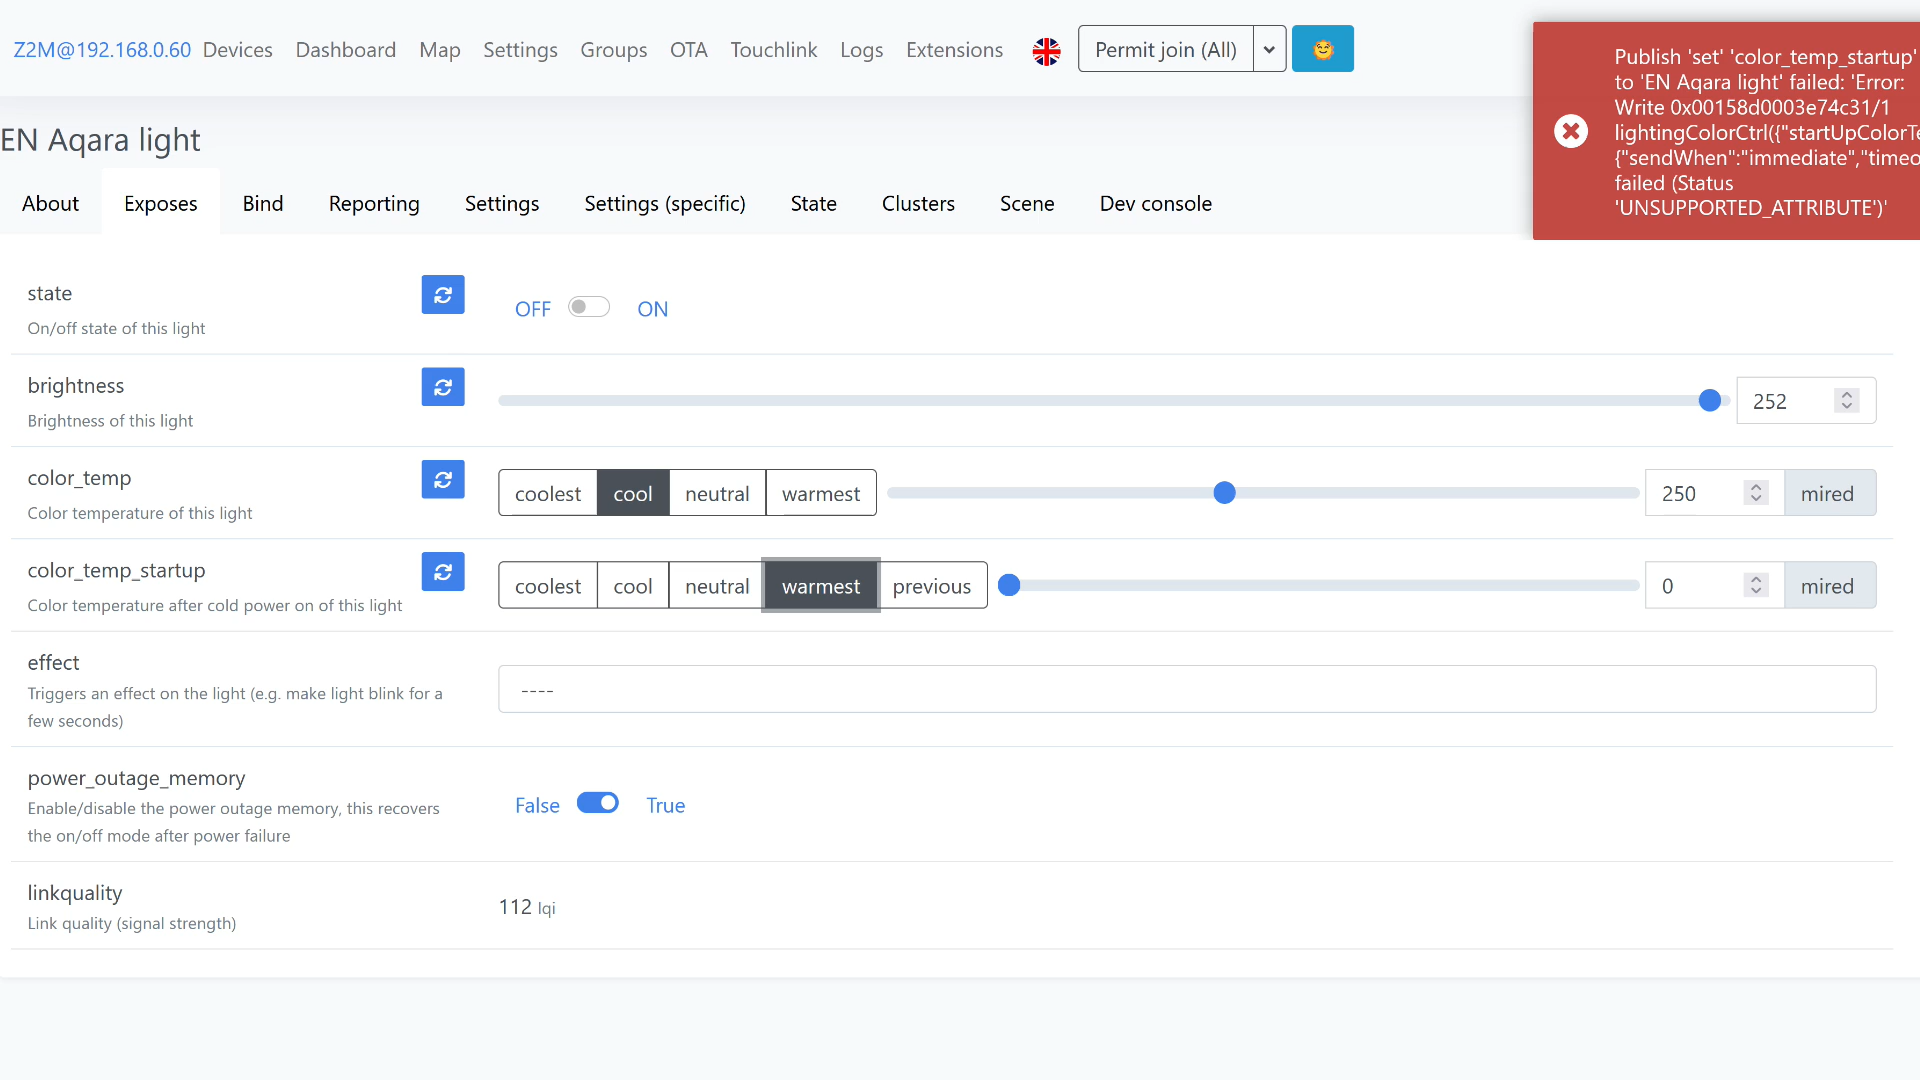 Z2M@192.168.0.60 Devices Dashboard Map Settings Groups OTA Touchlink Logs Extensions Permit join (All)
Publish 'set' 'color_temp_startup'
to 'EN Aqara light' failed: 'Error:
Write 0x00158d0003e74c31/1
lightingColorCtrl({"startUpColorTe
{"sendWhen":"immediate","timeo
failed (Status
'UNSUPPORTED_ATTRIBUTE')'
EN Aqara light
About Exposes Bind Reporting Settings Settings (specific) State Clusters Scene Dev console
state
On/off state of this light
OFF ON
brightness
Brightness of this light
252
color_temp
Color temperature of this light
coolest cool neutral warmest 250 mired
color_temp_startup
Color temperature after cold power on of this light
coolest cool neutral warmest previous 0 mired
effect
Triggers an effect on the light (e.g. make light blink for a
few seconds)
----
power_outage_memory
Enable/disable the power outage memory, this recovers
the on/off mode after power failure
False True
linkquality
Link quality (signal strength)
112 lqi